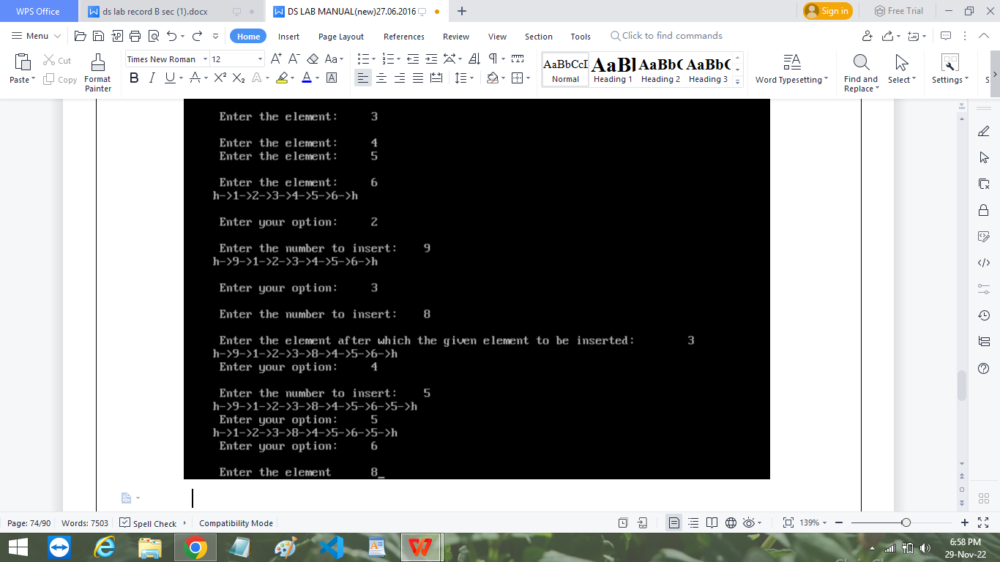 WPS Office ds lab record B sec (1).docx DS LAB MANUAL(new)27.06.2016 Sign in Free Trial
Menu Home Insert Page Layout References Review View Section Tools Click to find commands
Paste Cut Copy Format Painter Times New Roman 12 Aa
B I U A X² X₂ A A A
AaBbCcD AaBb AaBbC AaBbC
Normal Heading 1 Heading 2 Heading 3
Word Typesetting Find and Replace Select Settings S
Enter the element: 3
Enter the element: 4
Enter the element: 5
Enter the element: 6
h->1->2->3->4->5->6->h
Enter your option: 2
Enter the number to insert: 9
h->9->1->2->3->4->5->6->h
Enter your option: 3
Enter the number to insert: 8
Enter the element after which the given element to be inserted: 3
h->9->1->2->3->8->4->5->6->h
Enter your option: 4
Enter the number to insert: 5
h->9->1->2->3->8->4->5->6->5->h
Enter your option: 5
h->1->2->3->8->4->5->6->5->h
Enter your option: 6
Enter the element 8_
Page: 74/90 Words: 7503 Spell Check Compatibility Mode 139%
6:58 PM
29-Nov-22